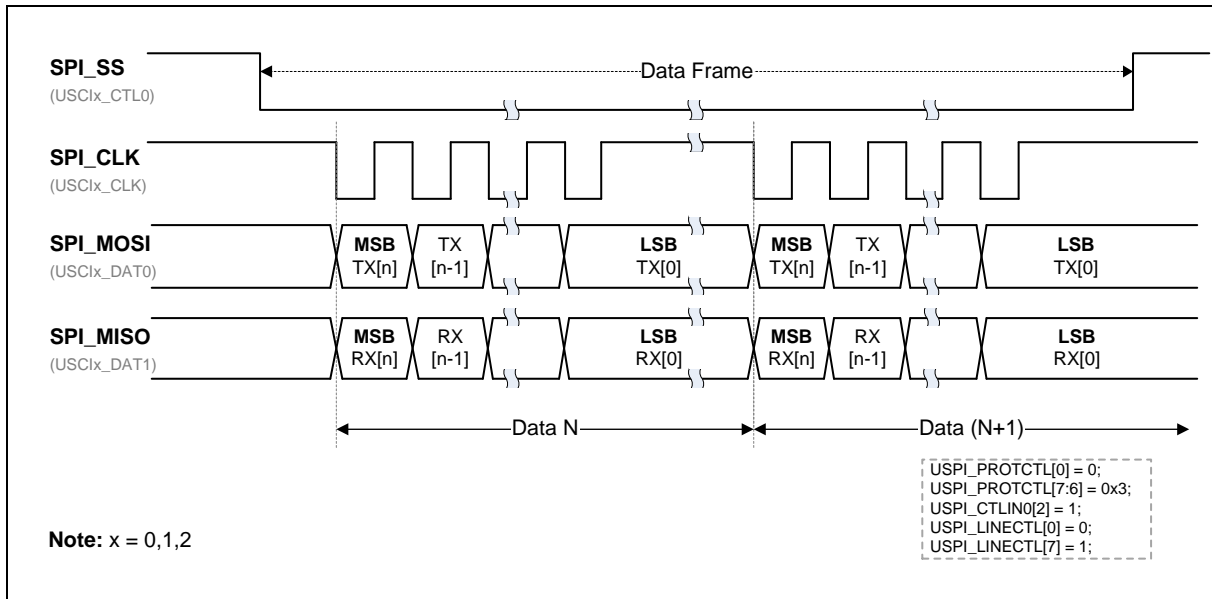 SPI_SS
(USCIx_CTL0)
Data Frame
SPI_CLK
(USCIx_CLK)
SPI_MOSI
(USCIx_DAT0)
MSB TX LSB MSB TX LSB
TX[n] [n-1] TX[0] TX[n] [n-1] TX[0]
SPI_MISO
(USCIx_DAT1)
MSB RX LSB MSB RX LSB
RX[n] [n-1] RX[0] RX[n] [n-1] RX[0]
Data N Data (N+1)
USPI_PROTCTL[0] = 0;
USPI_PROTCTL[7:6] = 0x3;
USPI_CTLIN0[2] = 1;
USPI_LINECTL[0] = 0;
USPI_LINECTL[7] = 1;
Note: x = 0,1,2